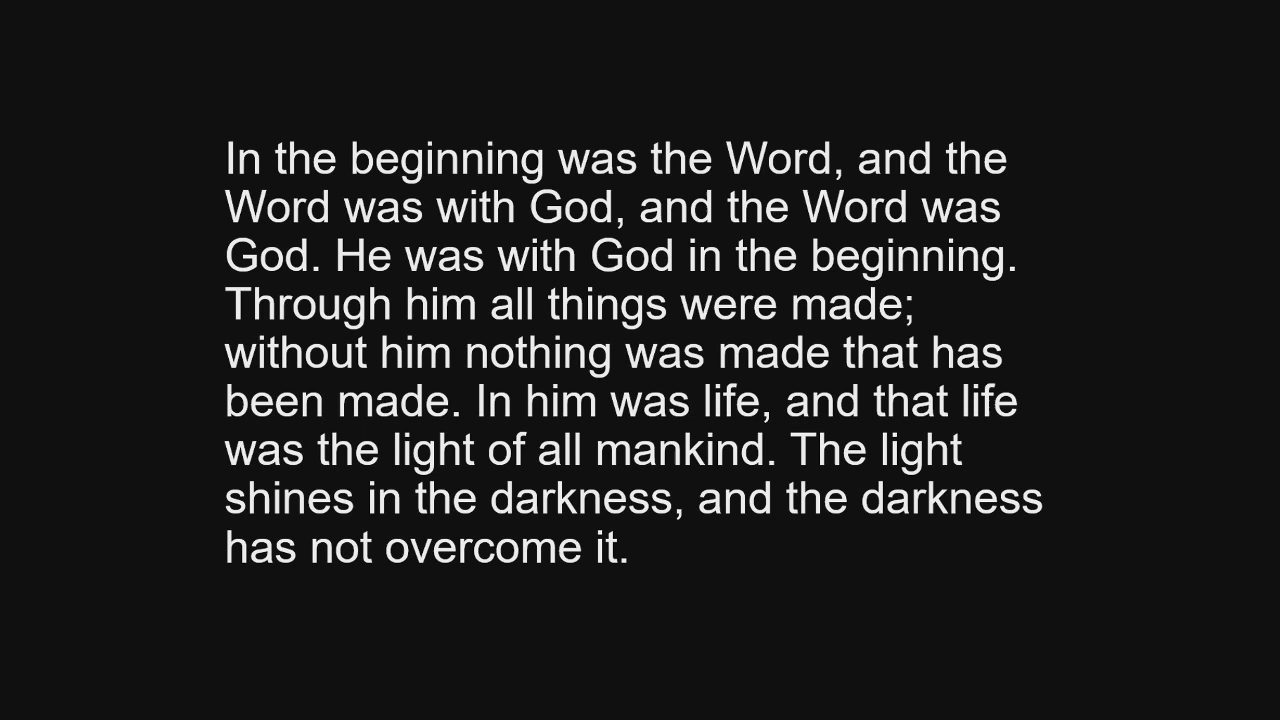 In the beginning was the Word, and the
Word was with God, and the Word was
God. He was with God in the beginning.
Through him all things were made;
without him nothing was made that has
been made. In him was life, and that life
was the light of all mankind. The light
shines in the darkness, and the darkness
has not overcome it.